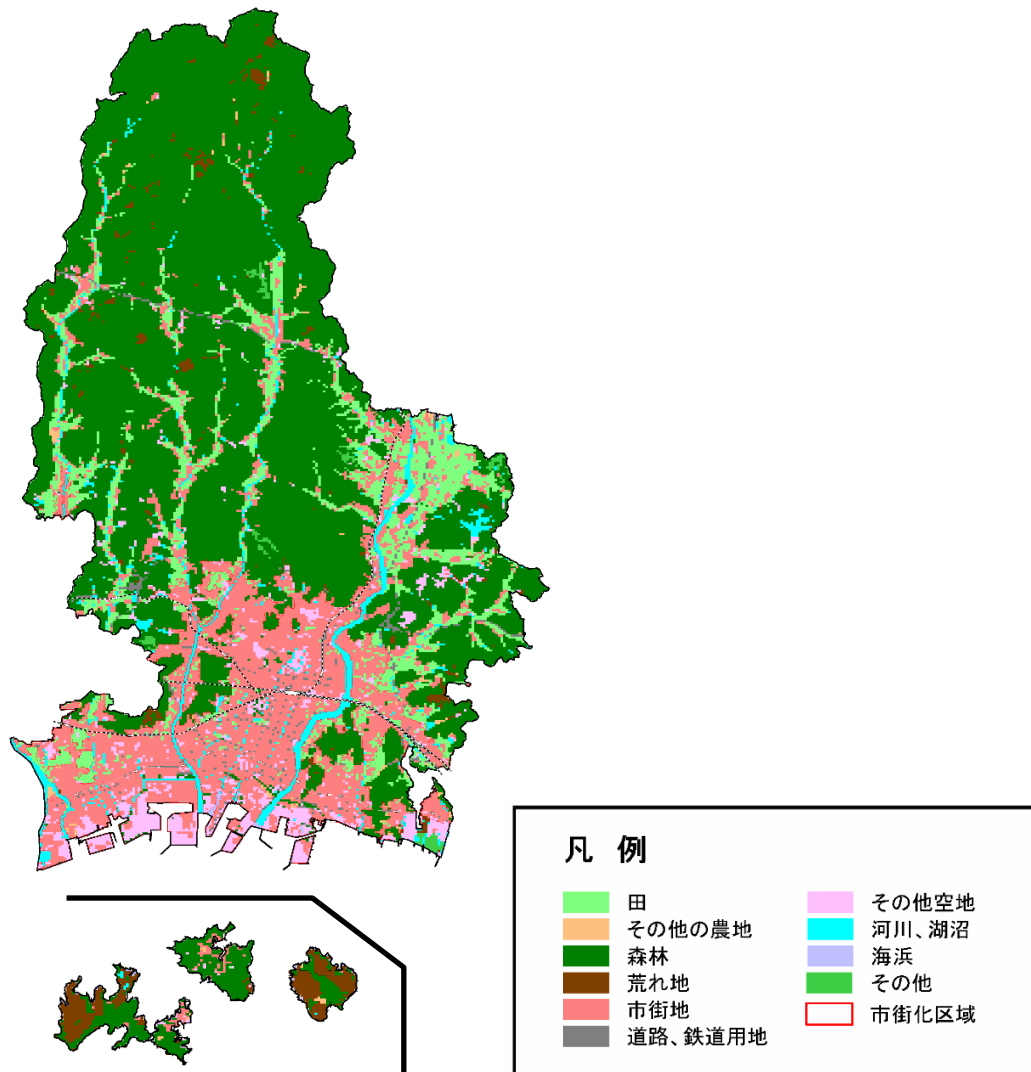 凡 例
田
その他の農地
森林
荒れ地
市街地
道路、鉄道用地
その他空地
河川、湖沼
海浜
その他
市街化区域